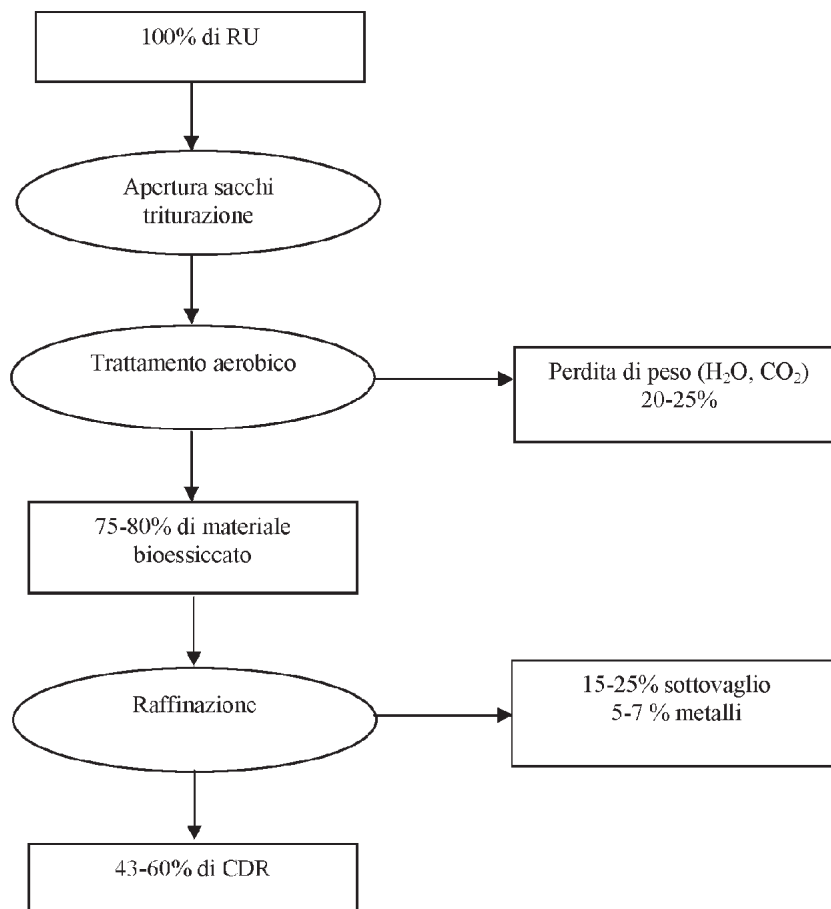 100% di RU
Apertura sacchi
triturazione
Trattamento aerobico
Perdita di peso (H₂O, CO₂)
20-25%
75-80% di materiale
bioessiccato
Raffinazione
15-25% sottovaglio
5-7 % metalli
43-60% di CDR